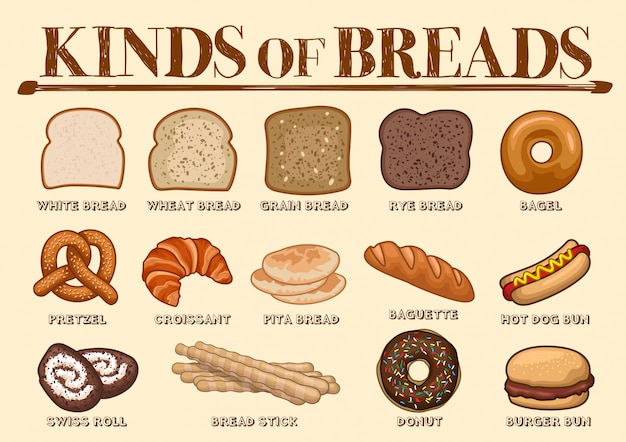 KINDS OF BREADS
WHITE BREAD
WHEAT BREAD
GRAIN BREAD
RYE BREAD
BAGEL
PRETZEL
CROISSANT
PITA BREAD
BAGUETTE
HOT DOG BUN
SWISS ROLL
BREAD STICK
DONUT
BURGER BUN